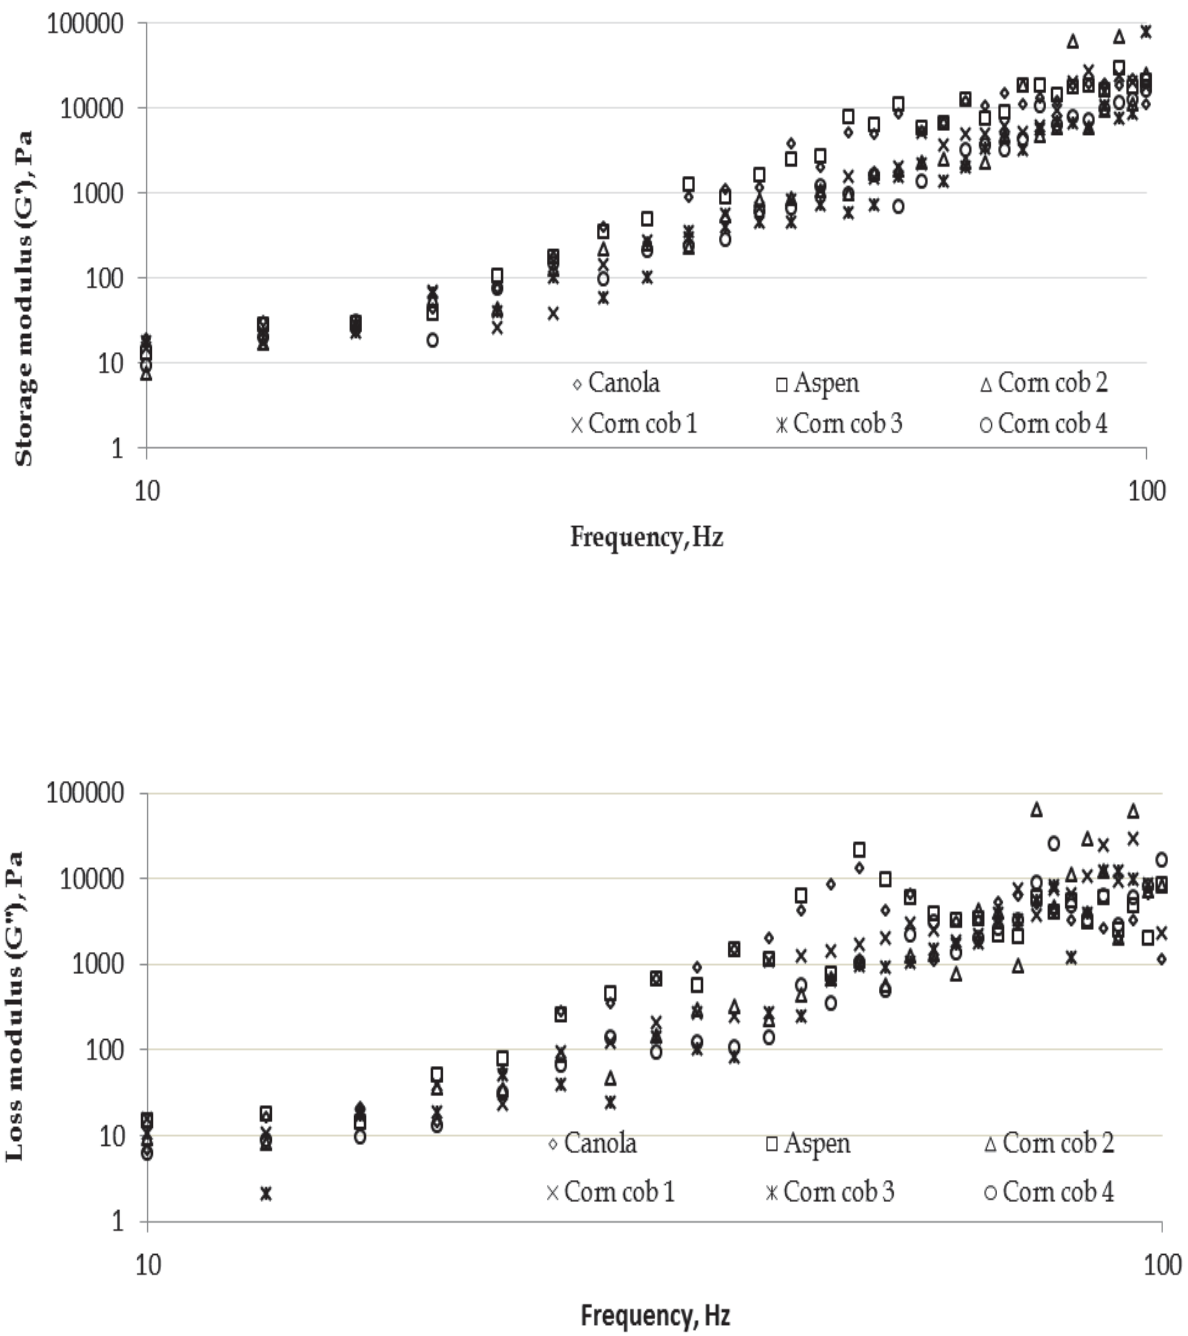 100000
10000
1000
100
10
1
Storage modulus (G'), Pa
Canola Aspen Corn cob 2
Corn cob 1 Corn cob 3 Corn cob 4
10 100
Frequency, Hz
100000
10000
1000
100
10
1
Loss modulus (G"), Pa
Canola Aspen Corn cob 2
Corn cob 1 Corn cob 3 Corn cob 4
10 100
Frequency, Hz